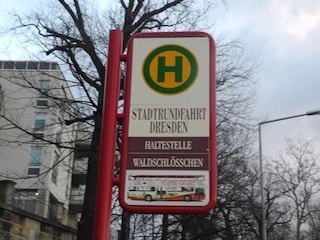 H
STADTRUNDFAHRT
DRESDEN
HALTESTELLE
WALDSCHLÖSSCHEN